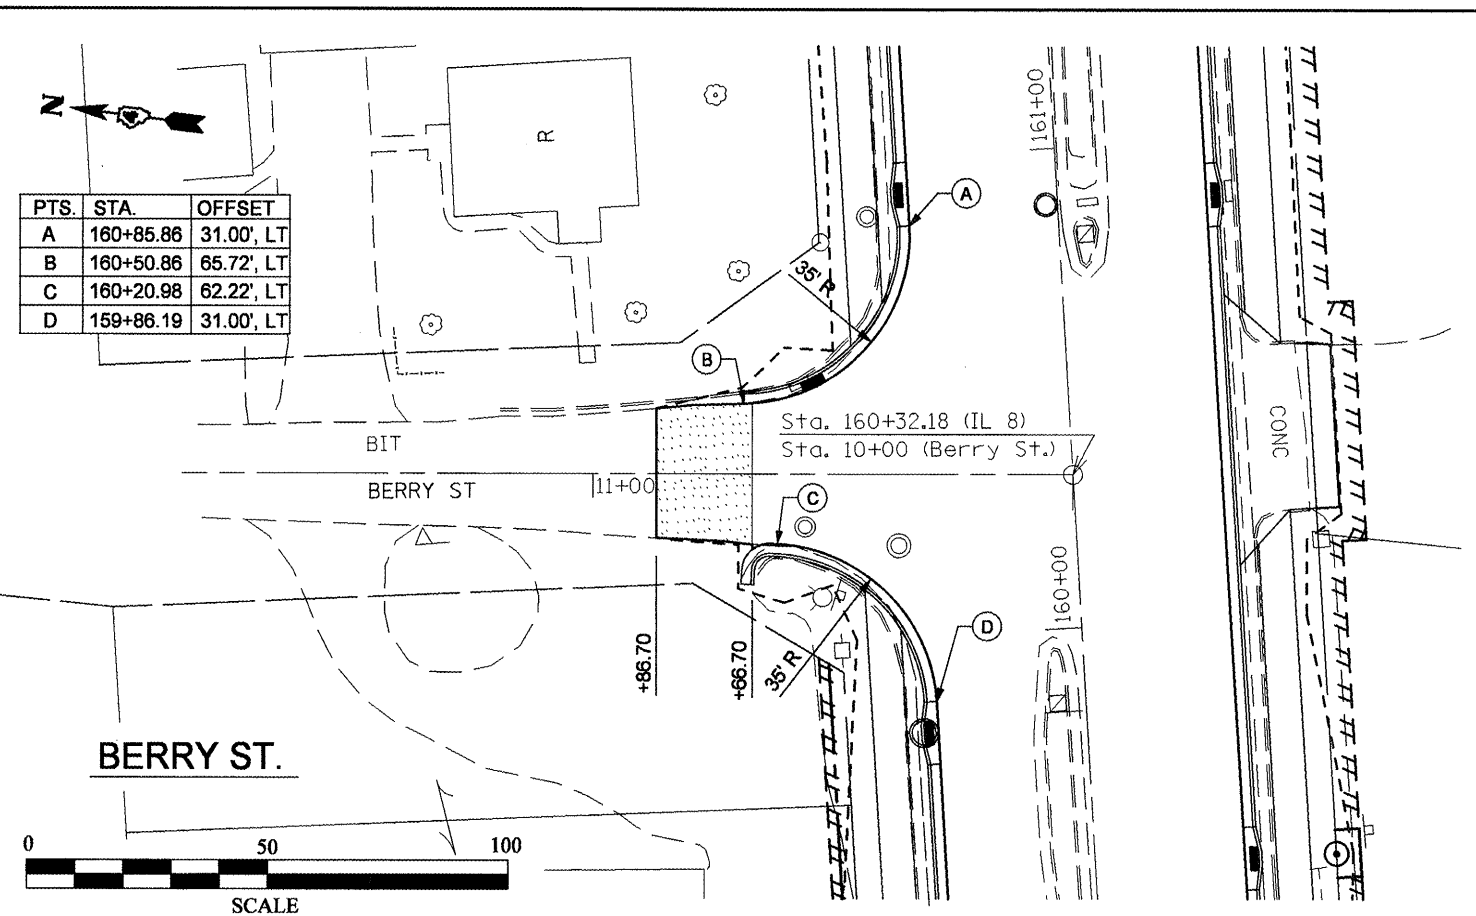 N
R
161+00
A
PTS. STA. OFFSET
A 160+85.86 31.00', LT
B 160+50.86 65.72', LT
C 160+20.98 62.22', LT
D 159+86.19 31.00', LT
35' R
B
Sta. 160+32.18 (IL 8)
Sta. 10+00 (Berry St.)
CONC
BIT
BERRY ST
11+00
C
160+00
D
+86.70
+66.70
35' R
BERRY ST.
0 50 100
SCALE